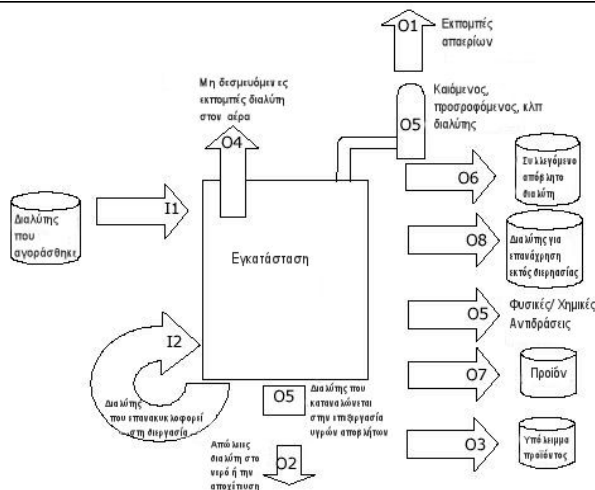 O1
Εκπομπές
απαερίων
Μη δεσμευόμενες
εκπομπές διαλύτη
στον αέρα
O4
Καιόμενος,
προσροφόμενος, κλπ
διαλύτης
O5
O6
Συλλεγόμενο
απόβλητο
διαλύτη
Διαλύτης
που
αγοράσθηκε
I1
Εγκατάσταση
O8
Διαλύτης για
επανάχρηση
εκτός διεργασίας
O5
Φυσικές/ Χημικές
Αντιδράσεις
I2
Διαλύτης
που επανακυκλοφορεί
στη διεργασία
O5
Διαλύτης που
καταναλώνεται
στην επεξεργασία
υγρών αποβλήτων
O7
Προϊόν
Απώλειες
διαλύτη στο
νερό ή την
αποχέτευση
O2
O3
Υπόλειμμα
προϊόντος